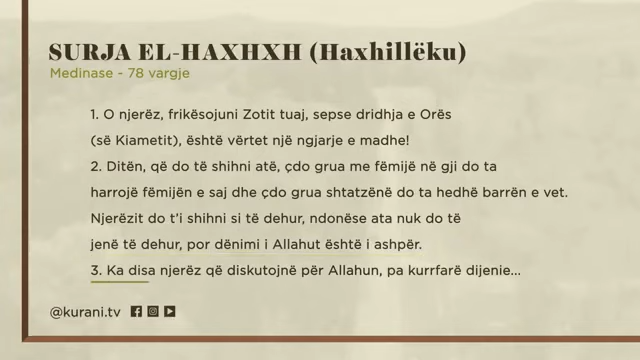 SURJA EL-HAXHXH (Haxhillëku)
Medinase - 78 vargje
1. O njerëz, frikësojuni Zotit tuaj, sepse dridhja e Orës
(së Kiametit), është vërtet një ngjarje e madhe!
2. Ditën, që do të shihni atë, çdo grua me fëmijë në gji do ta
harrojë fëmijën e saj dhe çdo grua shtatzënë do ta hedhë barrën e vet.
Njerëzit do t’i shihni si të dehur, ndonëse ata nuk do të
jenë të dehur, por dënimi i Allahut është i ashpër.
3. Ka disa njerëz që diskutojnë për Allahun, pa kurrfarë dijenie...
@kurani.tv